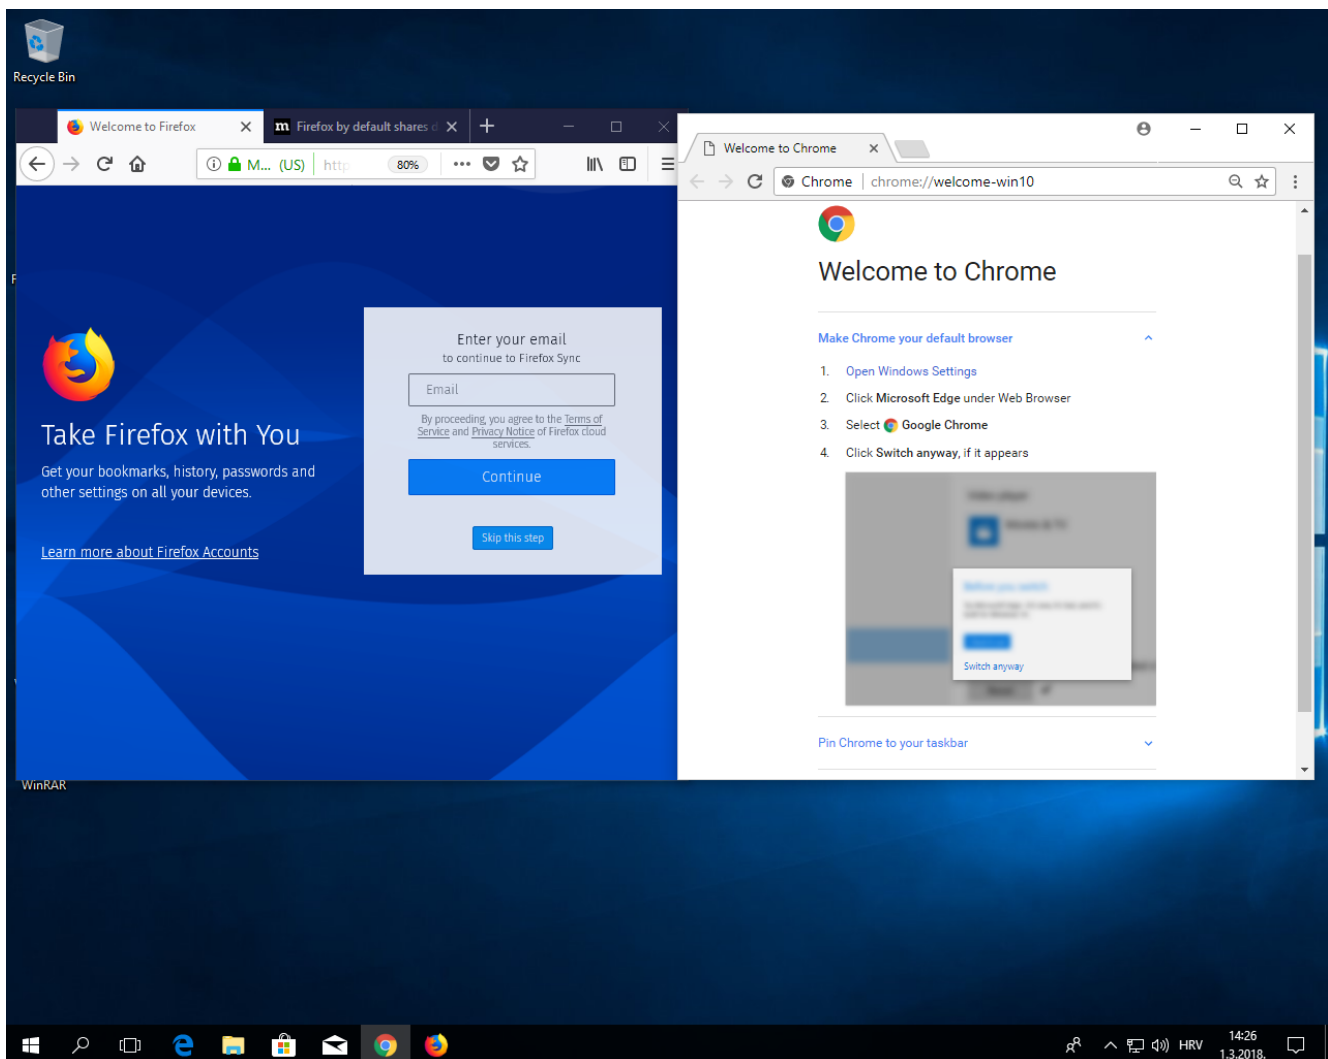 Recycle Bin
Welcome to Firefox
Firefox by default shares d
M... (US)
http
80%
Take Firefox with You
Get your bookmarks, history, passwords and
other settings on all your devices.
Learn more about Firefox Accounts
Enter your email
to continue to Firefox Sync
Email
By proceeding, you agree to the Terms of
Service and Privacy Notice of Firefox cloud
services.
Continue
Skip this step
Welcome to Chrome
Chrome
chrome://welcome-win10
Welcome to Chrome
Make Chrome your default browser
1. Open Windows Settings
2. Click Microsoft Edge under Web Browser
3. Select Google Chrome
4. Click Switch anyway, if it appears
Before you switch
Switch anyway
Pin Chrome to your taskbar
WinRAR
HRV
14:26
1.3.2018.